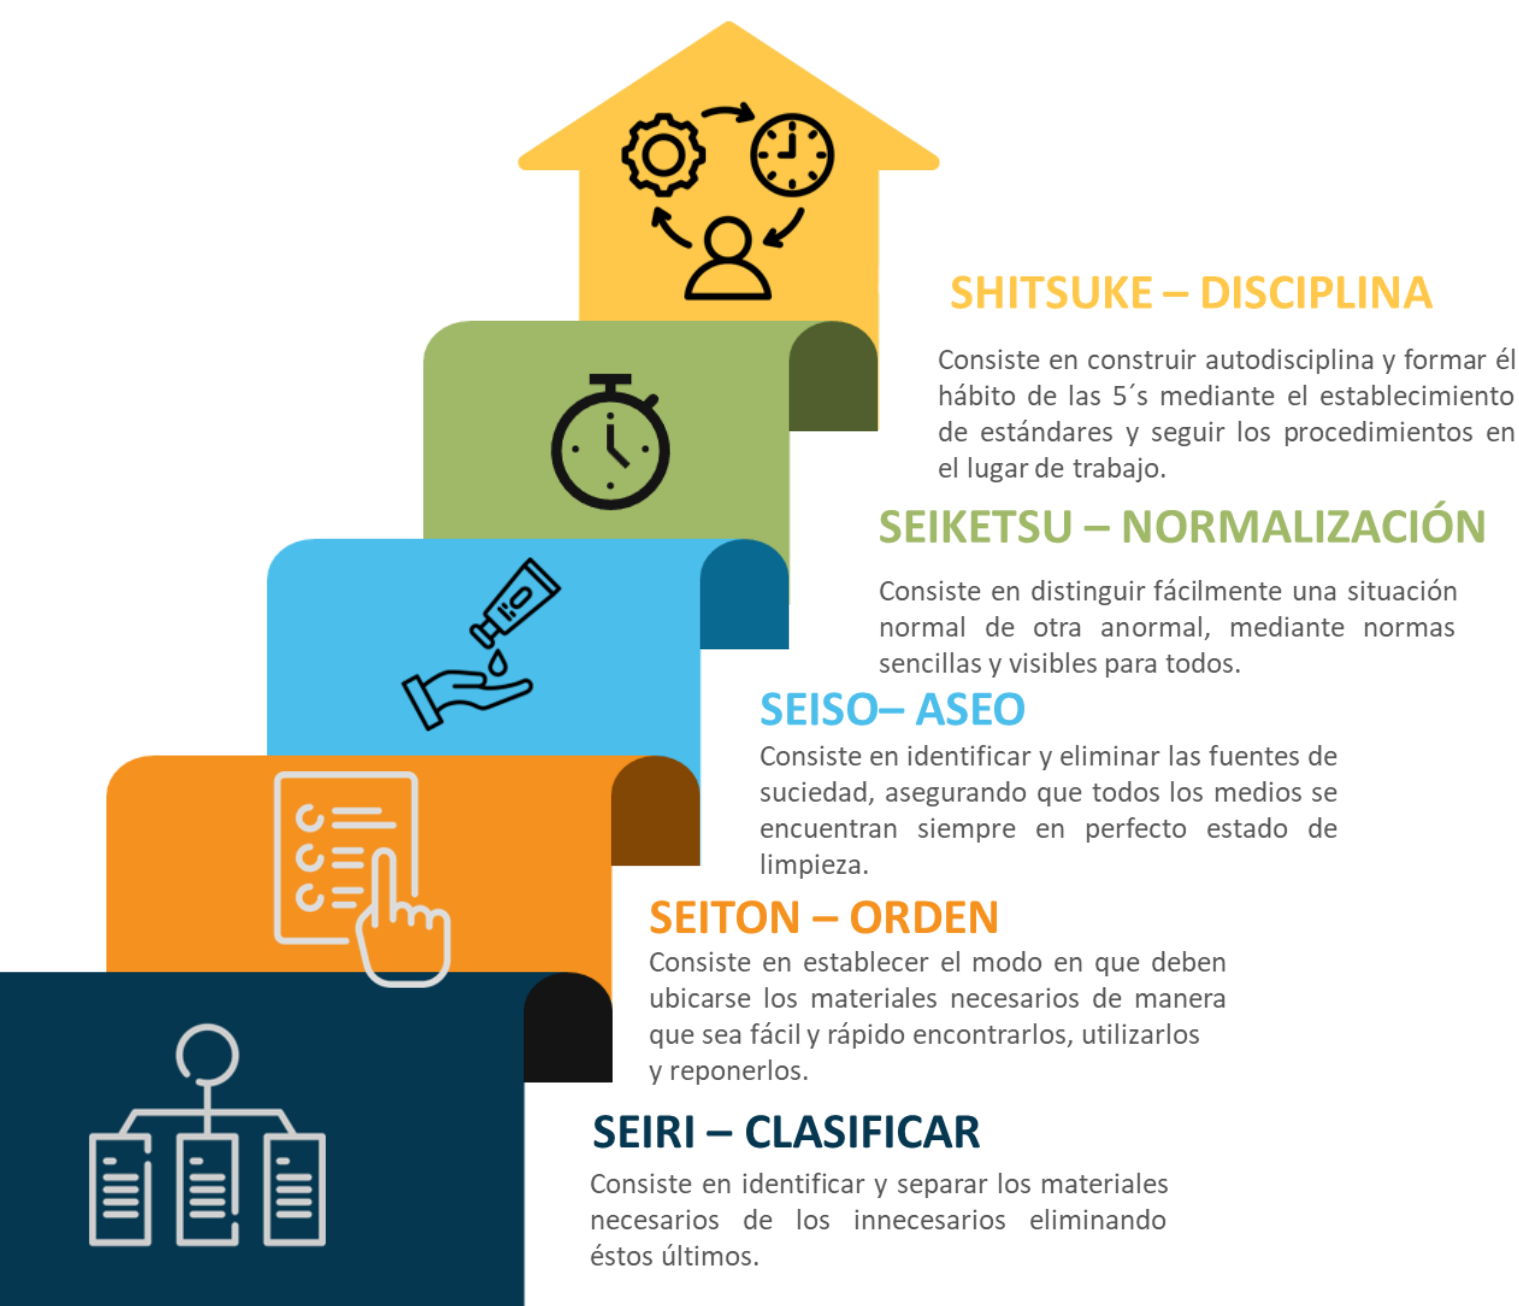 SHITSUKE – DISCIPLINA
Consiste en construir autodisciplina y formar él
hábito de las 5´s mediante el establecimiento
de estándares y seguir los procedimientos en
el lugar de trabajo.
SEIKETSU – NORMALIZACIÓN
Consiste en distinguir fácilmente una situación
normal de otra anormal, mediante normas
sencillas y visibles para todos.
SEISO– ASEO
Consiste en identificar y eliminar las fuentes de
suciedad, asegurando que todos los medios se
encuentran siempre en perfecto estado de
limpieza.
SEITON – ORDEN
Consiste en establecer el modo en que deben
ubicarse los materiales necesarios de manera
que sea fácil y rápido encontrarlos, utilizarlos
y reponerlos.
SEIRI – CLASIFICAR
Consiste en identificar y separar los materiales
necesarios de los innecesarios eliminando
éstos últimos.